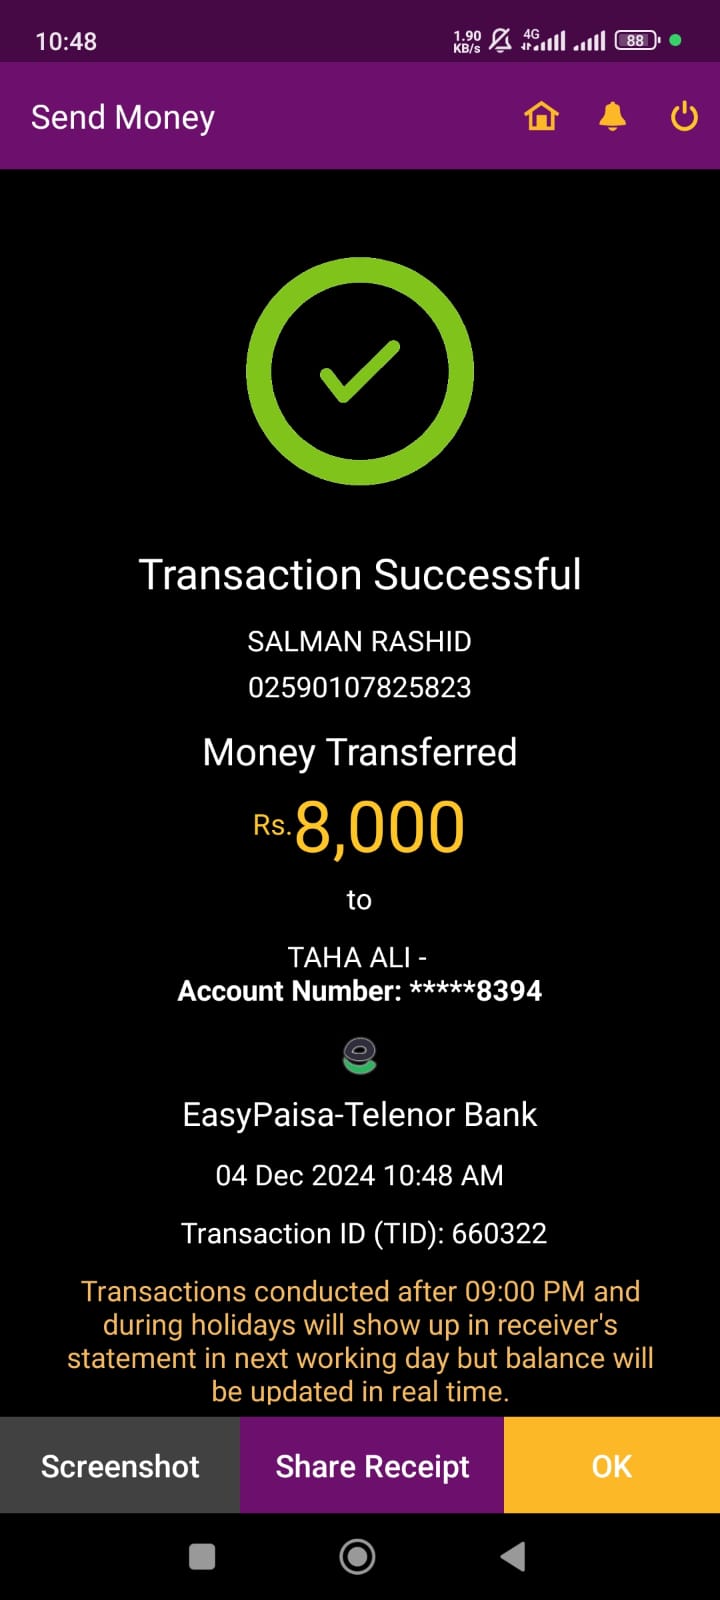 10:48
1.90
KB/s
4G
88
Send Money
Transaction Successful
SALMAN RASHID
02590107825823
Money Transferred
Rs.8,000
to
TAHA ALI -
Account Number: *****8394
EasyPaisa-Telenor Bank
04 Dec 2024 10:48 AM
Transaction ID (TID): 660322
Transactions conducted after 09:00 PM and
during holidays will show up in receiver's
statement in next working day but balance will
be updated in real time.
Screenshot
Share Receipt
OK